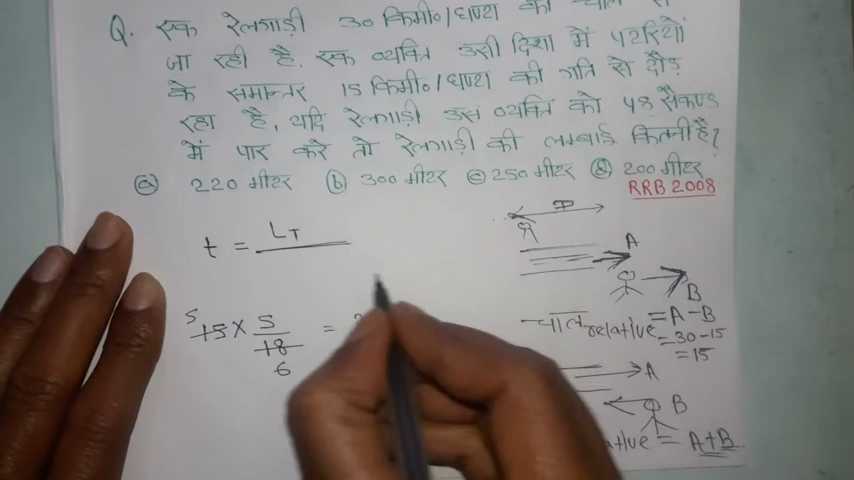 Q. एक रेलगाड़ी 30 किमी०/घण्टा की चाल से
जा रही है. एक व्यक्ति उसी दिशा में पटरियों
के समान्तर 15 किमी०/घण्टा की गति से दौड़
रहा है, यदि रेलगाड़ी उस व्यक्ति को 48 सैकण्ड
में पार करे तो रेलगाड़ी की लम्बाई कितनी है?
ⓐ 220 मीटर ⓑ 300 मीटर ⓒ 250 मीटर ⓓ 200 मीटर
RRB 2008
t = L_T
A
B
5
15 × 5/18 =
6
चाल relative = A - B
= 30 - 15
= 15
A
B
= A + B